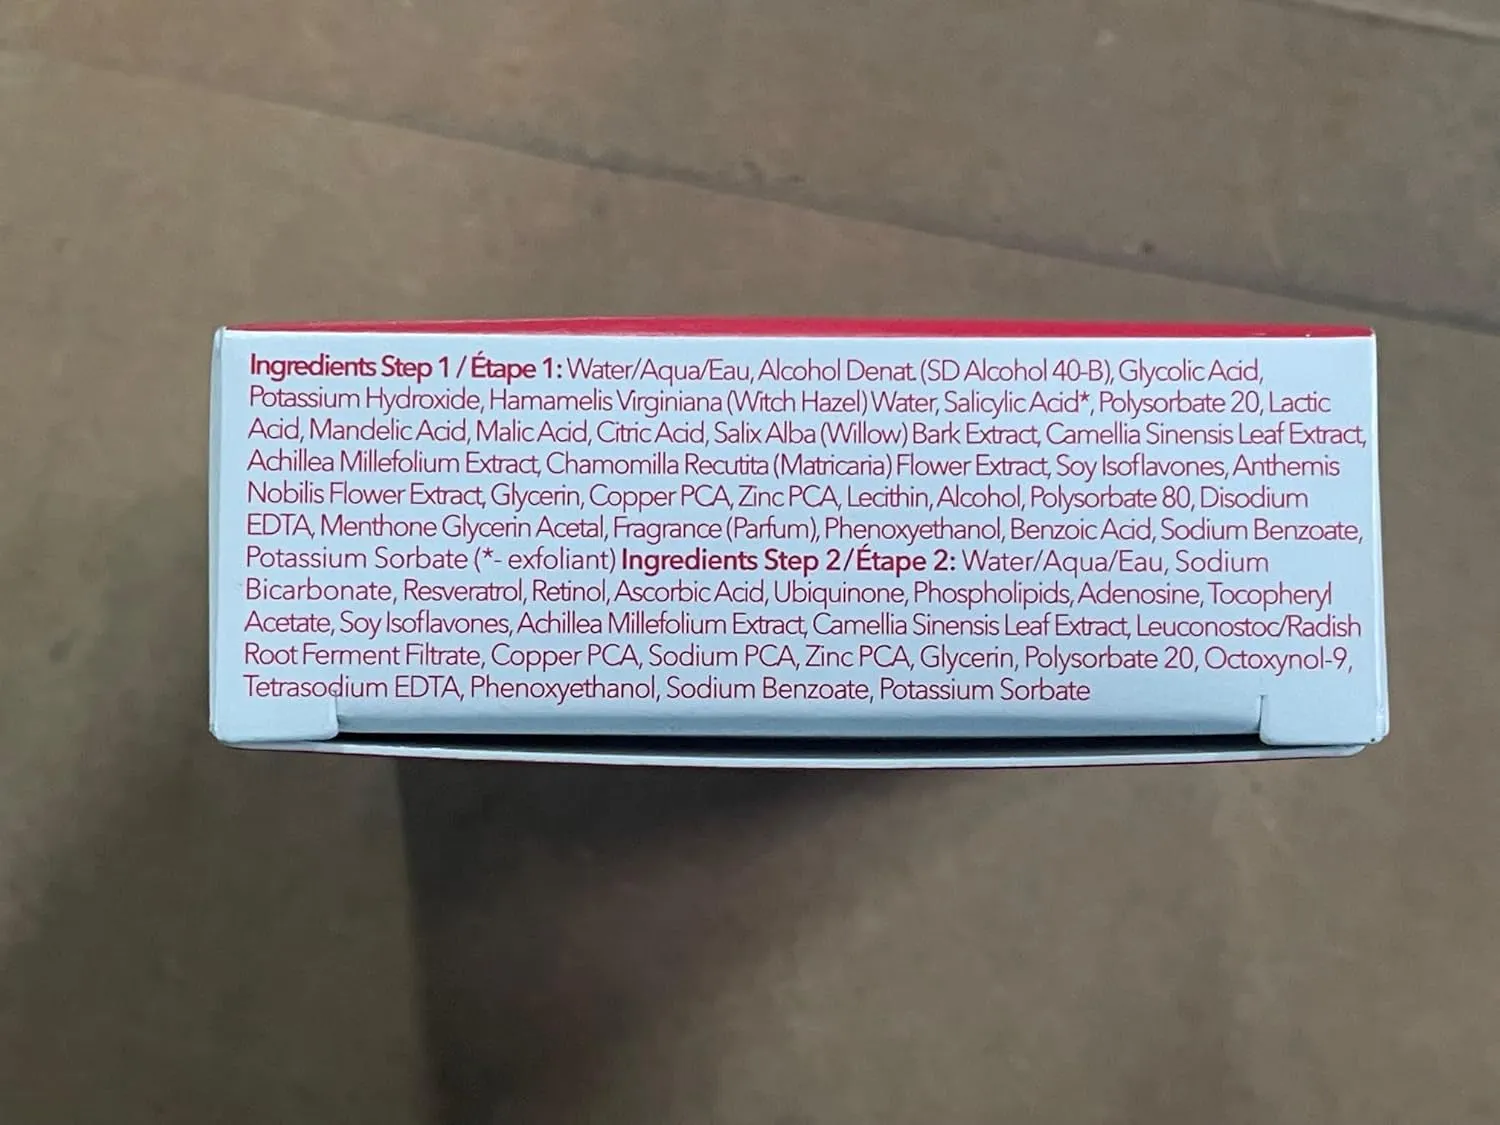 Ingredients Step 1 / Étape 1: Water/Aqua/Eau, Alcohol Denat. (SD Alcohol 40-B), Glycolic Acid,
Potassium Hydroxide, Hamamelis Virginiana (Witch Hazel) Water, Salicylic Acid*, Polysorbate 20, Lactic
Acid, Mandelic Acid, Malic Acid, Citric Acid, Salix Alba (Willow) Bark Extract, Camellia Sinensis Leaf Extract,
Achillea Millefolium Extract, Chamomilla Recutita (Matricaria) Flower Extract, Soy Isoflavones, Anthemis
Nobilis Flower Extract, Glycerin, Copper PCA, Zinc PCA, Lecithin, Alcohol, Polysorbate 80, Disodium
EDTA, Menthone Glycerin Acetal, Fragrance (Parfum), Phenoxyethanol, Benzoic Acid, Sodium Benzoate,
Potassium Sorbate (*- exfoliant) Ingredients Step 2/Étape 2: Water/Aqua/Eau, Sodium
Bicarbonate, Resveratrol, Retinol, Ascorbic Acid, Ubiquinone, Phospholipids, Adenosine, Tocopheryl
Acetate, Soy Isoflavones, Achillea Millefolium Extract, Camellia Sinensis Leaf Extract, Leuconostoc/Radish
Root Ferment Filtrate, Copper PCA, Sodium PCA, Zinc PCA, Glycerin, Polysorbate 20, Octoxynol-9,
Tetrasodium EDTA, Phenoxyethanol, Sodium Benzoate, Potassium Sorbate